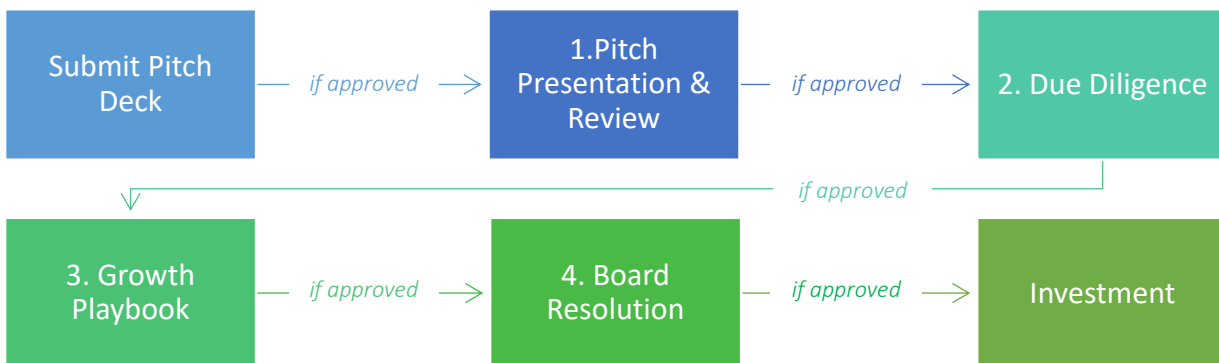 Submit Pitch
Deck
if approved
1.Pitch
Presentation &
Review
if approved
2. Due Diligence
if approved
3. Growth
Playbook
if approved
4. Board
Resolution
if approved
Investment